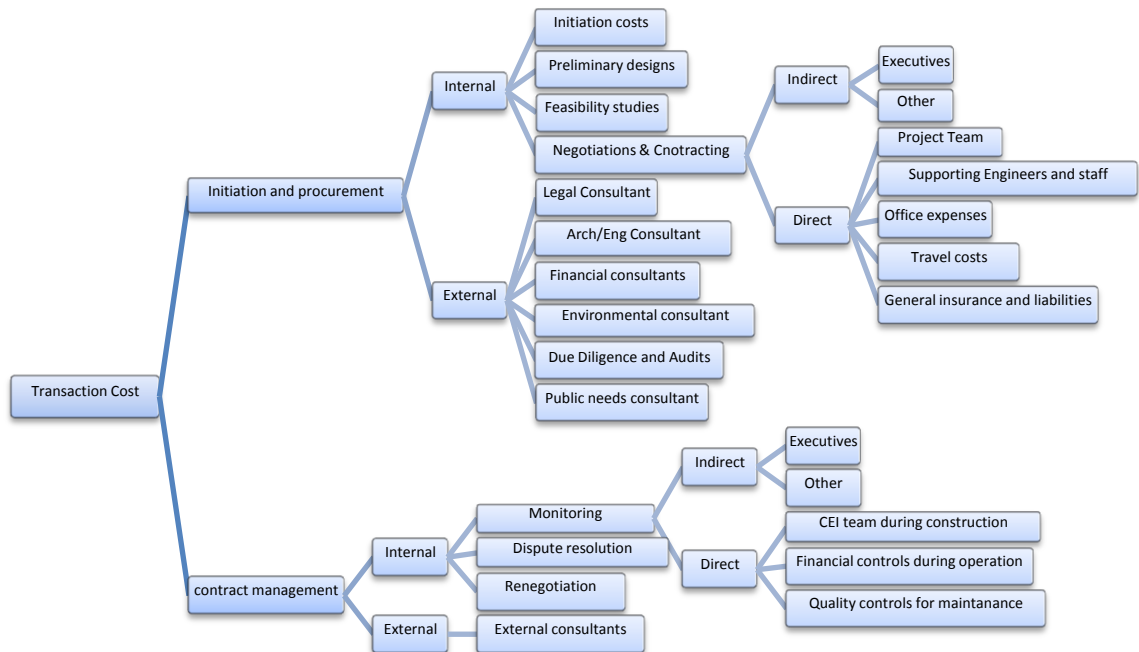 Transaction Cost
Initiation and procurement
Internal
Initiation costs
Preliminary designs
Feasibility studies
Negotiations & Cnotracting
Indirect
Executives
Other
Direct
Project Team
Supporting Engineers and staff
Office expenses
Travel costs
General insurance and liabilities
External
Legal Consultant
Arch/Eng Consultant
Financial consultants
Environmental consultant
Due Diligence and Audits
Public needs consultant
contract management
Internal
Monitoring
Indirect
Executives
Other
Direct
CEI team during construction
Financial controls during operation
Quality controls for maintanance
Dispute resolution
Renegotiation
External
External consultants